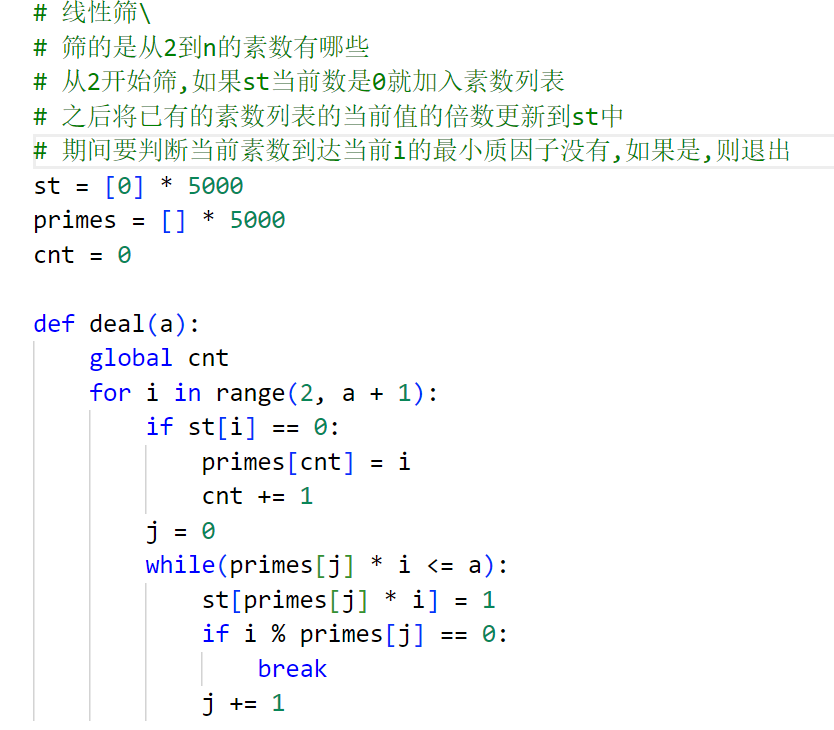 # 线性筛\
# 筛的是从2到n的素数有哪些
# 从2开始筛,如果st当前数是0就加入素数列表
# 之后将已有的素数列表的当前值的倍数更新到st中
# 期间要判断当前素数到达当前i的最小质因子没有,如果是,则退出
st = [0] * 5000
primes = [] * 5000
cnt = 0

def deal(a):
    global cnt
    for i in range(2, a + 1):
        if st[i] == 0:
            primes[cnt] = i
            cnt += 1
        j = 0
        while(primes[j] * i <= a):
            st[primes[j] * i] = 1
            if i % primes[j] == 0:
                break
            j += 1